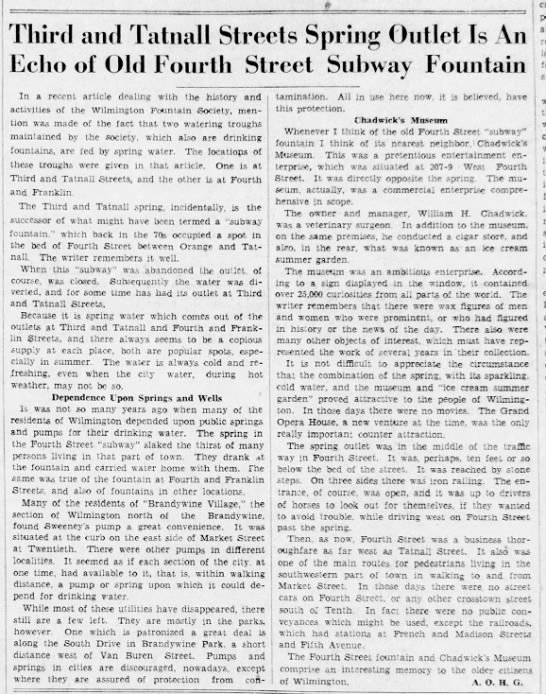 Third and Tatnall Streets Spring Outlet Is An
Echo of Old Fourth Street Subway Fountain
In a recent article dealing with the history and
activities of the Wilmington Fountain Society, men-
tion was made of the fact that two watering troughs
maintained by the society, which also are drinking
fountains, are fed by spring water. The locations of
these troughs were given in that article. One is at
Third and Tatnall Streets, and the other is at Fourth
and Franklin.
The Third and Tatnall spring, incidentally, is the
successor of what might have been termed a "subway
fountain," which back in the 70s occupied a spot in
the bed of Fourth Street between Orange and Tat-
nall. The writer remembers it well.
When this "subway" was abandoned the outlet, of
course, was closed. Subsequently the water was di-
verted, and for some time has had its outlet at Third
and Tatnall Streets.
Because it is spring water which comes out of the
outlets at Third and Tatnall and Fourth and Frank-
lin Streets, and there always seems to be a copious
supply at each place, both are popular spots, espe-
cially in summer. The water is always cold and re-
freshing, even when the city water, during hot
weather, may not be so.
Dependence Upon Springs and Wells
It was not so many years ago when many of the
residents of Wilmington depended upon public springs
and pumps for their drinking water. The spring in
the Fourth Street "subway" slaked the thirst of many
persons living in that part of town. They drank at
the fountain and carried water home with them. The
same was true of the fountain at Fourth and Franklin
Streets, and also of fountains in other locations.
Many of the residents of "Brandywine Village," the
section of Wilmington north of the Brandywine,
found Sweeney's pump a great convenience. It was
situated at the curb on the east side of Market Street
at Twentieth. There were other pumps in different
localities. It seemed as if each section of the city, at
one time, had available to it, that is, within walking
distance, a pump or spring upon which it could de-
pend for drinking water.
While most of these utilities have disappeared, there
still are a few left. They are mostly in the parks,
however. One which is patronized a great deal is
along the South Drive in Brandywine Park, a short
distance west of Van Buren Street. Pumps and
springs in cities are discouraged, nowadays, except
where they are assured of protection from con-
tamination. All in use here now, it is believed, have
this protection.
Chadwick's Museum
Whenever I think of the old Fourth Street "subway"
fountain I think of its nearest neighbor, Chadwick's
Museum. This was a pretentious entertainment en-
terprise, which was situated at 207-9 West Fourth
Street. It was directly opposite the spring. The mu-
seum, actually, was a commercial enterprise compre-
hensive in scope.
The owner and manager, William H. Chadwick,
was a veterinary surgeon. In addition to the museum,
on the same premises, he conducted a cigar store, and
also, in the rear, what was known as an ice cream
summer garden.
The museum was an ambitious enterprise. Accord-
ing to a sign displayed in the window, it contained
over 25,000 curiosities from all parts of the world. The
writer remembers that there were wax figures of men
and women who were prominent, or who had figured
in history or the news of the day. There also were
many other objects of interest, which must have rep-
resented the work of several years in their collection.
It is not difficult to appreciate the circumstance
that the combination of the spring, with its sparkling,
cold water, and the museum and "ice cream summer
garden" proved attractive to the people of Wilming-
ton. In those days there were no movies. The Grand
Opera House, a new venture at the time, was the only
really important counter attraction.
The spring outlet was in the middle of the traffic
way in Fourth Street. It was, perhaps, ten feet or so
below the bed of the street. It was reached by stone
steps. On three sides there was iron railing. The en-
trance, of course, was open, and it was up to drivers
of horses to look out for themselves, if they wanted
to avoid trouble, while driving west on Fourth Street
past the spring.
Then, as now, Fourth Street was a business thor-
oughfare as far west as Tatnall Street. It also was
one of the main routes for pedestrians living in the
southwestern part of town in walking to and from
Market Street. In those days there were no street
cars on Fourth Street, or any other crosstown street
south of Tenth. In fact there were no public con-
veyances which might be used, except the railroads,
which had stations at French and Madison Streets
and Fifth Avenue.
The Fourth Street fountain and Chadwick's Museum
comprise an interesting memory to the older citizens
of Wilmington. A. O. H. G.